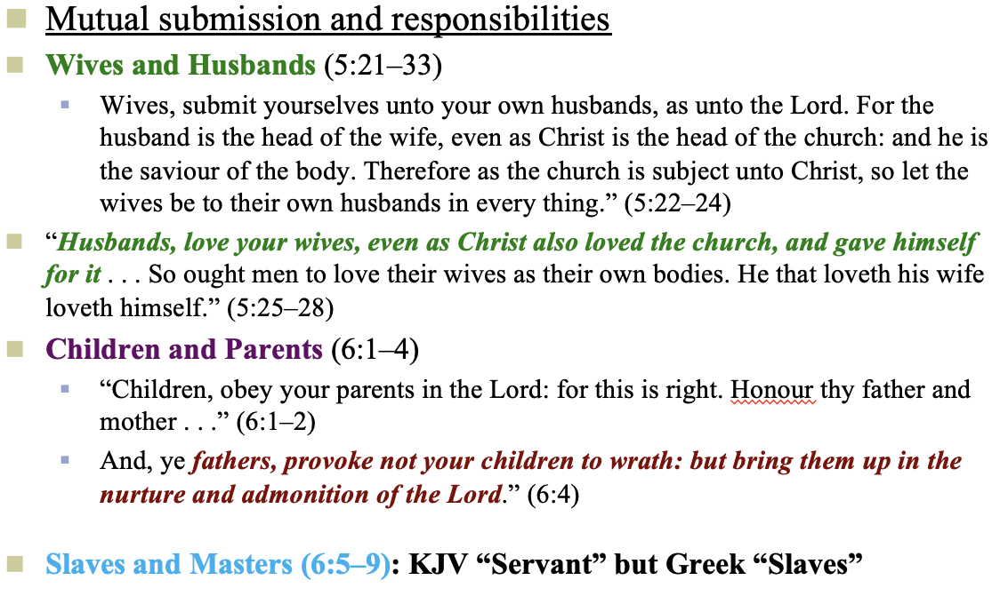 Mutual submission and responsibilities
Wives and Husbands (5:21–33)
Wives, submit yourselves unto your own husbands, as unto the Lord. For the
husband is the head of the wife, even as Christ is the head of the church: and he is
the saviour of the body. Therefore as the church is subject unto Christ, so let the
wives be to their own husbands in every thing.” (5:22–24)
“Husbands, love your wives, even as Christ also loved the church, and gave himself
for it . . . So ought men to love their wives as their own bodies. He that loveth his wife
loveth himself.” (5:25–28)
Children and Parents (6:1–4)
“Children, obey your parents in the Lord: for this is right. Honour thy father and
mother . . .” (6:1–2)
And, ye fathers, provoke not your children to wrath: but bring them up in the
nurture and admonition of the Lord.” (6:4)
Slaves and Masters (6:5–9): KJV “Servant” but Greek “Slaves”